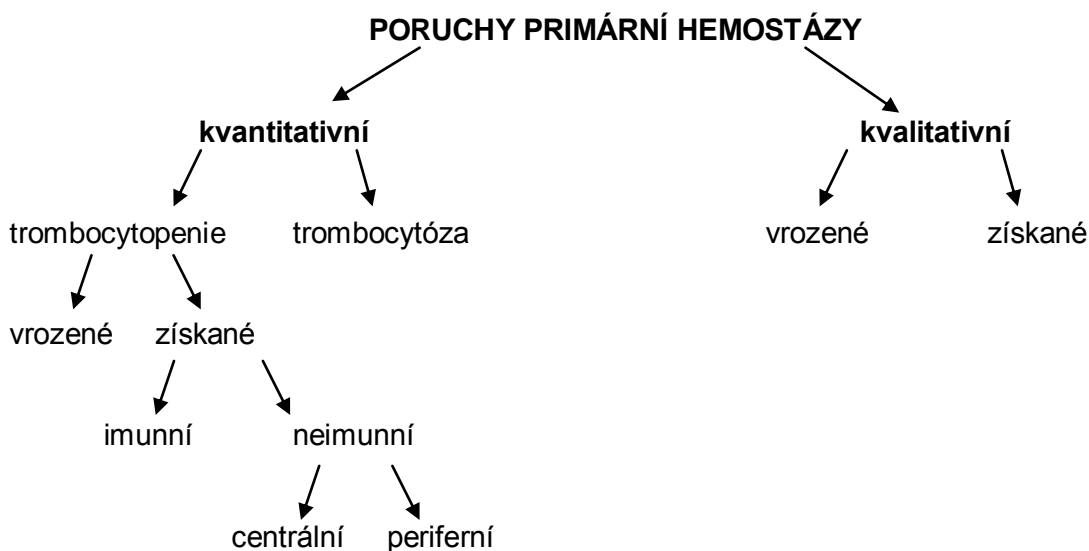 PORUCHY PRIMÁRNÍ HEMOSTÁZY
kvantitativní kvalitativní
trombocytopenie trombocytóza vrozené získané
vrozené získané
imunní neimunní
centrální periferní